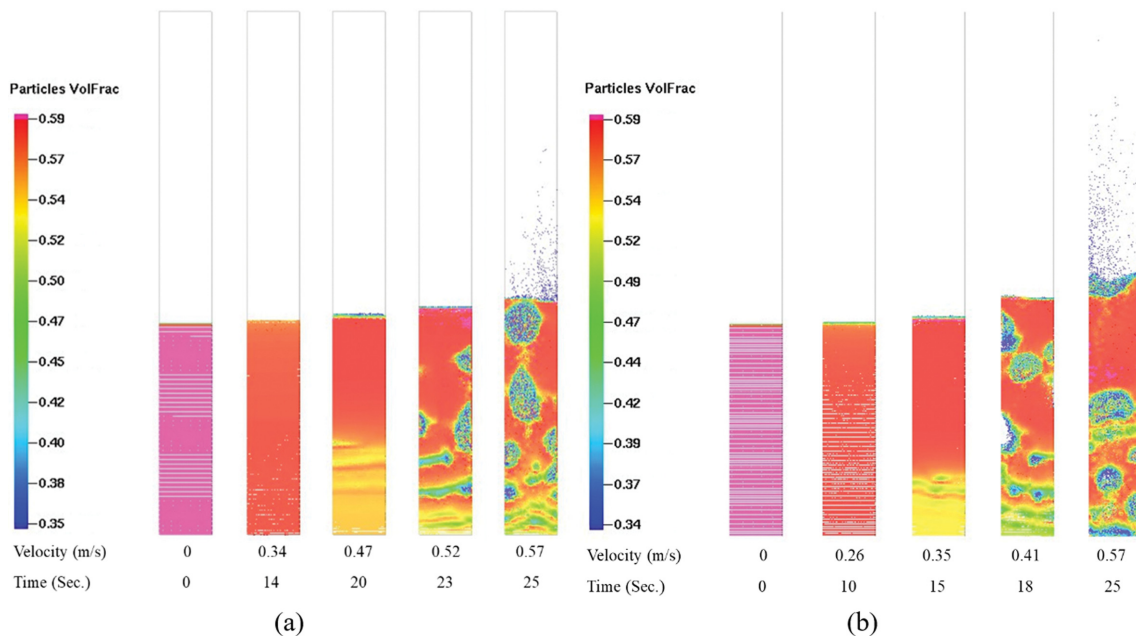 Particles VolFrac
0.59
0.57
0.54
0.52
0.50
0.47
0.45
0.42
0.40
0.37
0.35
Velocity (m/s) 0 0.34 0.47 0.52 0.57
Time (Sec.) 0 14 20 23 25
(a)
Particles VolFrac
0.59
0.57
0.54
0.52
0.49
0.47
0.44
0.42
0.39
0.37
0.34
Velocity (m/s) 0 0.26 0.35 0.41 0.57
Time (Sec.) 0 10 15 18 25
(b)